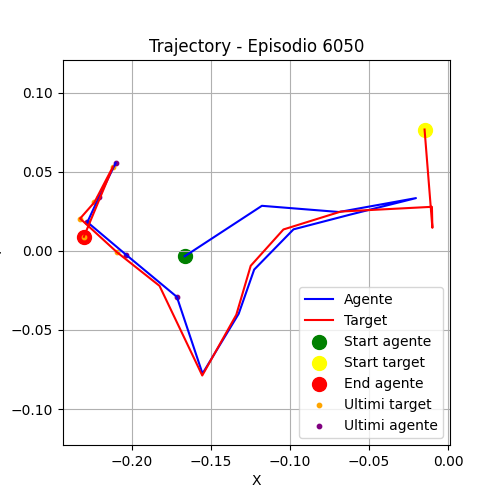 Trajectory - Episodio 6050
0.10
0.05
0.00
−0.05
−0.10
−0.20
−0.15
−0.10
−0.05
0.00
X
Agente
Target
Start agente
Start target
End agente
Ultimi target
Ultimi agente